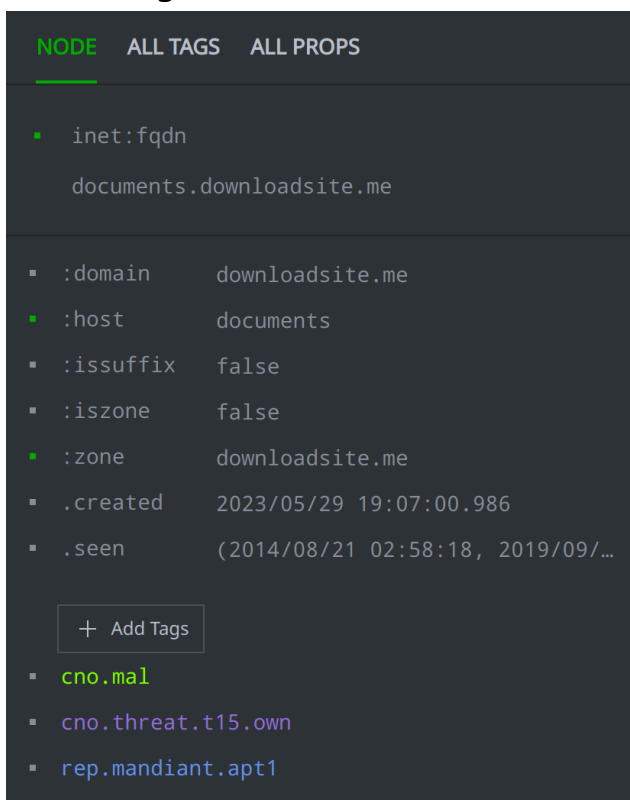 NODE ALL TAGS ALL PROPS
inet:fqdn
documents.downloadsite.me
:domain downloadsite.me
:host documents
:issuffix false
:iszone false
:zone downloadsite.me
.created 2023/05/29 19:07:00.986
.seen (2014/08/21 02:58:18, 2019/09/…
+ Add Tags
cno.mal
cno.threat.t15.own
rep.mandiant.apt1